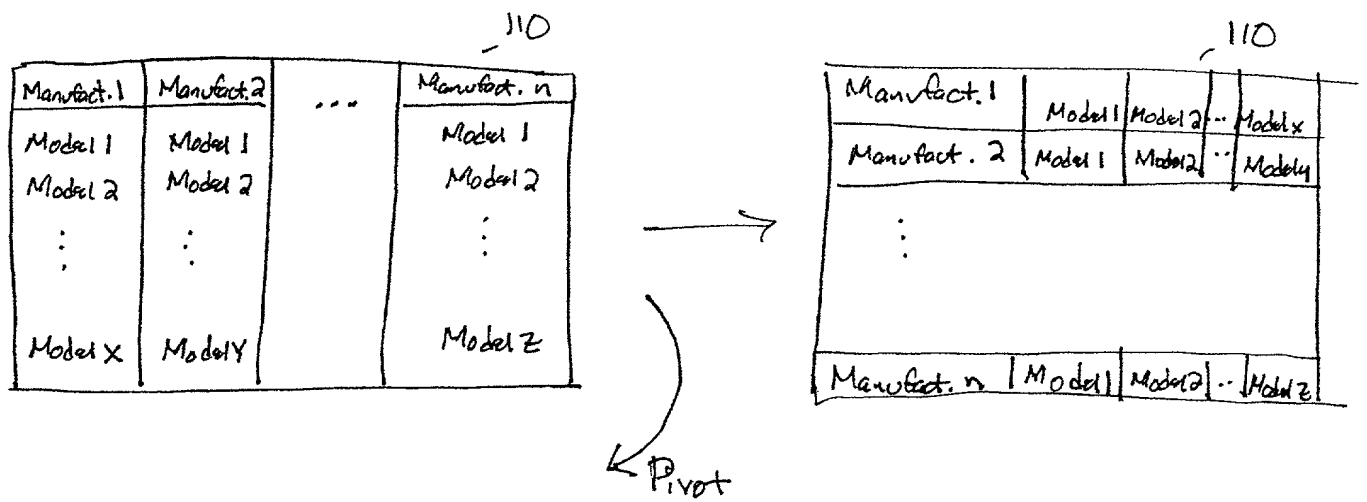 110
Manufact.1 Manufact.2 ... Manufact. n
Model 1 Model 1 Model 1
Model 2 Model 2 Model 2
Model X Model Y Model Z
110
Manufact.1 Model 1 Model 2 ... Model x
Manufact. 2 Model 1 Model 2 .. Model y
Manufact. n Model 1 Model 2 .. Model z
Pivot